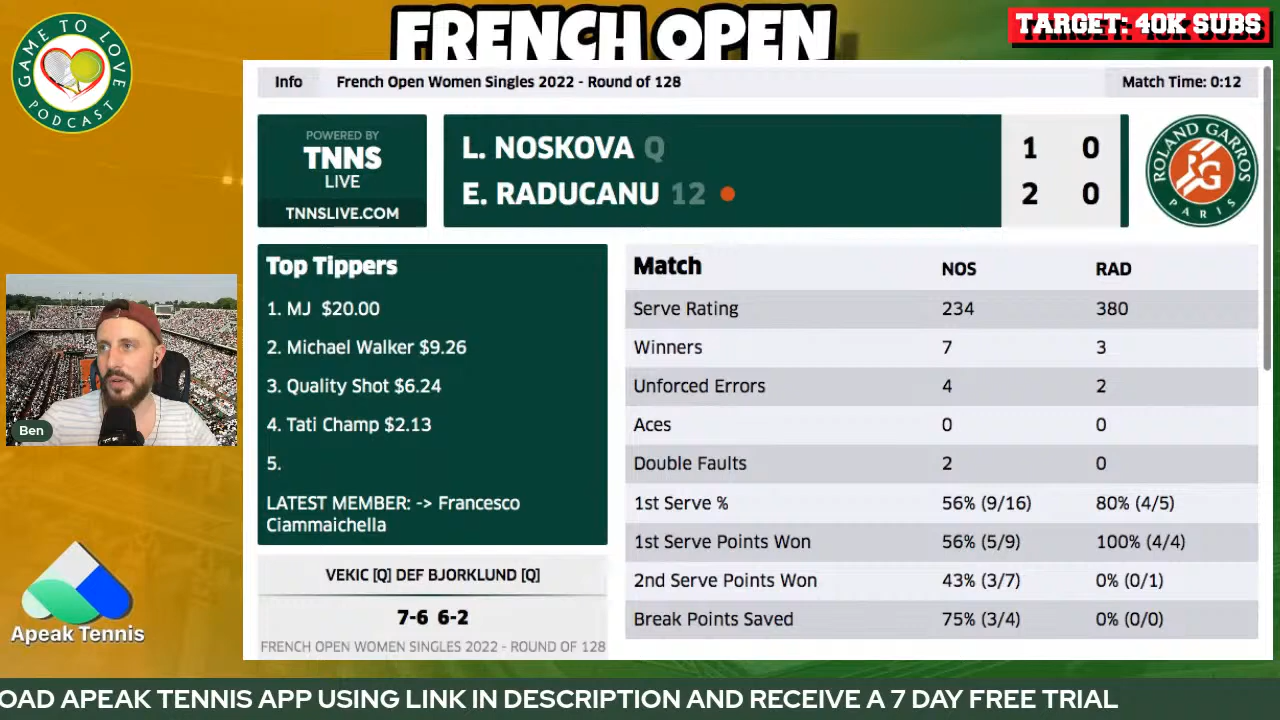 GAME TO LOVE
PODCAST
FRENCH OPEN
TARGET: 40K SUBS
Info
French Open Women Singles 2022 - Round of 128
Match Time: 0:12
POWERED BY
TNNS
LIVE
TNNSLIVE.COM
L. NOSKOVA Q 1 0
E. RADUCANU 12 2 0
ROLAND GARROS
RG
PARIS
Top Tippers
1. MJ $20.00
2. Michael Walker $9.26
3. Quality Shot $6.24
4. Tati Champ $2.13
5.
LATEST MEMBER: -> Francesco
Ciammaichella
VEKIC [Q] DEF BJORKLUND [Q]
7-6 6-2
FRENCH OPEN WOMEN SINGLES 2022 - ROUND OF 128
Match NOS RAD
Serve Rating 234 380
Winners 7 3
Unforced Errors 4 2
Aces 0 0
Double Faults 2 0
1st Serve % 56% (9/16) 80% (4/5)
1st Serve Points Won 56% (5/9) 100% (4/4)
2nd Serve Points Won 43% (3/7) 0% (0/1)
Break Points Saved 75% (3/4) 0% (0/0)
Ben
Apeak Tennis
OAD APEAK TENNIS APP USING LINK IN DESCRIPTION AND RECEIVE A 7 DAY FREE TRIAL